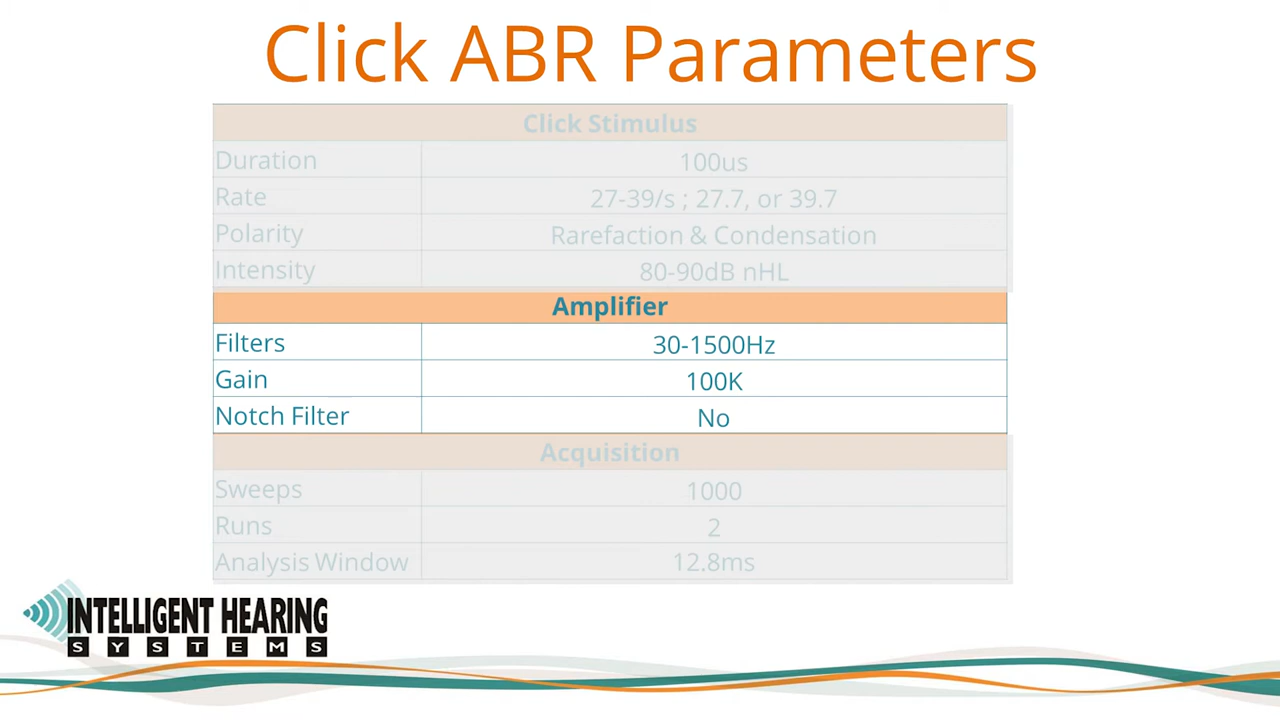 Click ABR Parameters
Click Stimulus
Duration 100us
Rate 27-39/s ; 27.7, or 39.7
Polarity Rarefaction & Condensation
Intensity 80-90dB nHL
Amplifier
Filters 30-1500Hz
Gain 100K
Notch Filter No
Acquisition
Sweeps 1000
Runs 2
Analysis Window 12.8ms
INTELLIGENT HEARING
SYSTEMS